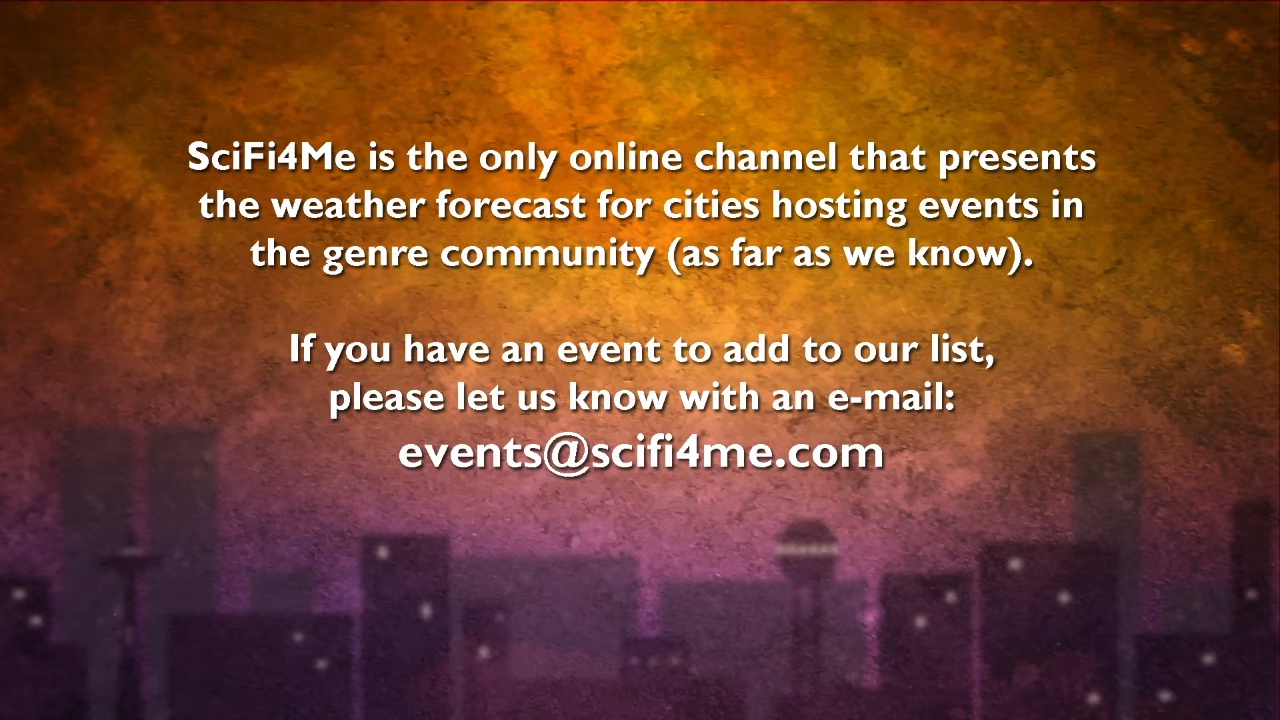 SciFi4Me is the only online channel that presents
the weather forecast for cities hosting events in
the genre community (as far as we know).
If you have an event to add to our list,
please let us know with an e-mail:
events@scifi4me.com